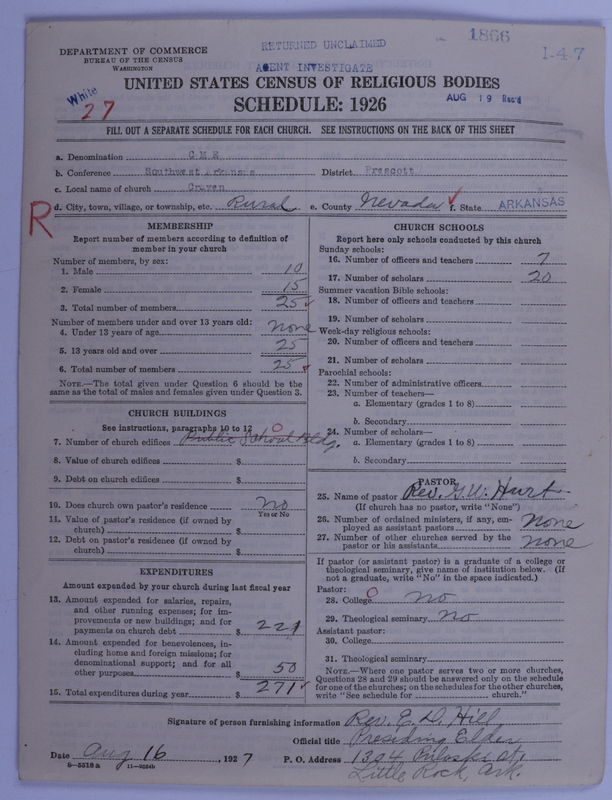 DEPARTMENT OF COMMERCE
BUREAU OF THE CENSUS
WASHINGTON
RETURNED UNCLAIMED
AGENT INVESTIGATE
1866
1-4-7
UNITED STATES CENSUS OF RELIGIOUS BODIES
SCHEDULE: 1926
White
27
AUG 19 Rec'd
FILL OUT A SEPARATE SCHEDULE FOR EACH CHURCH. SEE INSTRUCTIONS ON THE BACK OF THIS SHEET
a. Denomination C M E
b. Conference Southwest Arkansas District Prescott
c. Local name of church Craven
d. City, town, village, or township, etc. Rural e. County Nevada f. State ARKANSAS
R
MEMBERSHIP
Report number of members according to definition of member in your church
Number of members, by sex:
1. Male 10
2. Female 15
3. Total number of members 25
Number of members under and over 13 years old:
4. Under 13 years of age None
5. 13 years old and over 25
6. Total number of members 25
NOTE.—The total given under Question 6 should be the same as the total of males and females given under Question 3.
CHURCH BUILDINGS
See instructions, paragraphs 10 to 12
7. Number of church edifices Public School Bldg. 0
8. Value of church edifices $
9. Debt on church edifices $
10. Does church own pastor's residence No
Yes or No
11. Value of pastor's residence (if owned by church) $
12. Debt on pastor's residence (if owned by church) $
EXPENDITURES
Amount expended by your church during last fiscal year
13. Amount expended for salaries, repairs, and other running expenses; for improvements or new buildings; and for payments on church debt $ 221
14. Amount expended for benevolences, including home and foreign missions; for denominational support; and for all other purposes $ 50
15. Total expenditures during year $ 271
CHURCH SCHOOLS
Report here only schools conducted by this church
Sunday schools:
16. Number of officers and teachers 7
17. Number of scholars 20
Summer vacation Bible schools:
18. Number of officers and teachers
19. Number of scholars
Week-day religious schools:
20. Number of officers and teachers
21. Number of scholars
Parochial schools:
22. Number of administrative officers
23. Number of teachers—
a. Elementary (grades 1 to 8)
b. Secondary
24. Number of scholars—
a. Elementary (grades 1 to 8)
b. Secondary
PASTOR
25. Name of pastor Rev. G.W. Hurt
(If church has no pastor, write "None")
26. Number of ordained ministers, if any, employed as assistant pastors None
27. Number of other churches served by the pastor or his assistants None
If pastor (or assistant pastor) is a graduate of a college or theological seminary, give name of institution below. (If not a graduate, write "No" in the space indicated.)
Pastor:
28. College 0 No
29. Theological seminary No
Assistant pastor:
30. College
31. Theological seminary
NOTE.—Where one pastor serves two or more churches, Questions 28 and 29 should be answered only on the schedule for one of the churches; on the schedules for the other churches, write "See schedule for church."
Signature of person furnishing information Rev. E. D. Hill,
Official title Presiding Elder
Date Aug 16, 1927 P. O. Address 1304 Pulaski st.
Little Rock, Ark.